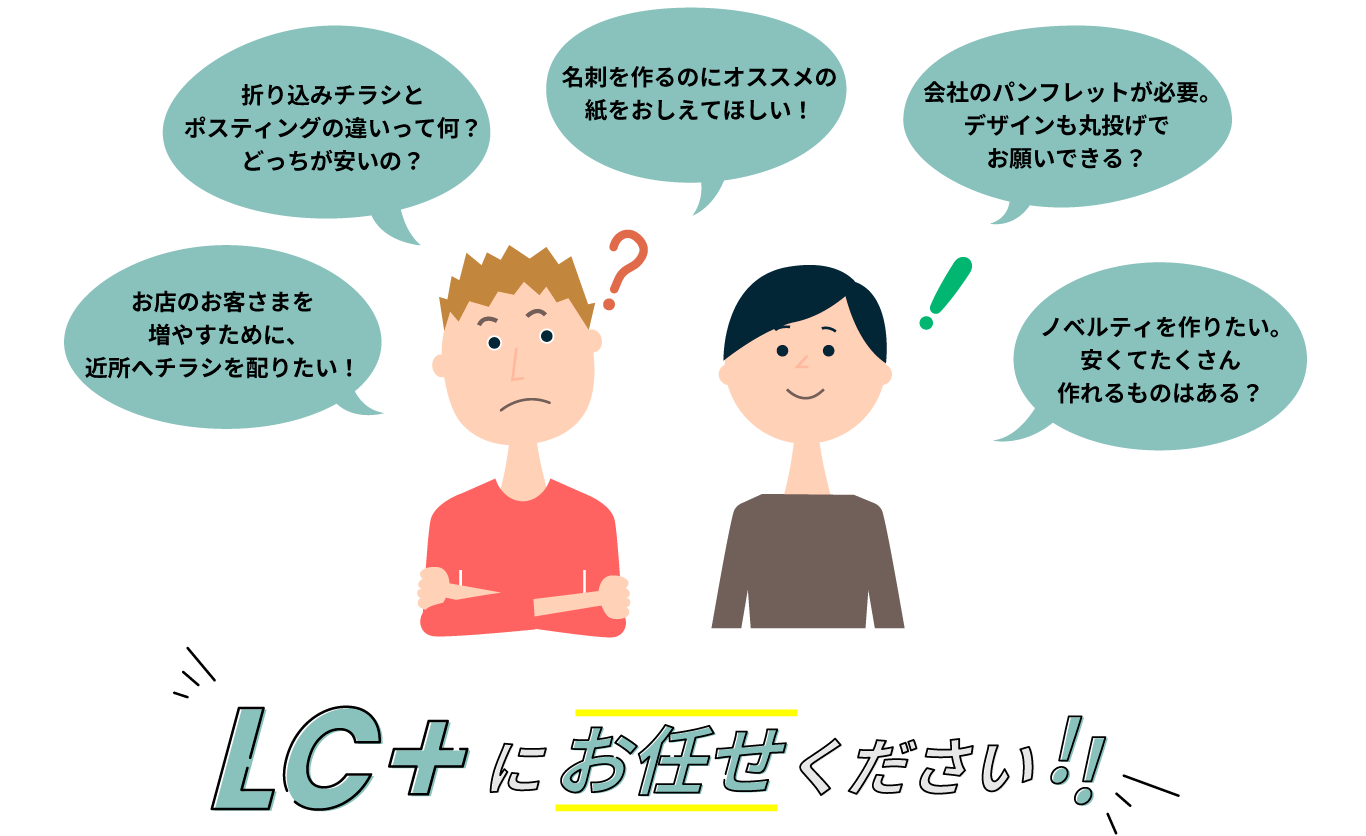 折り込みチラシと
ポスティングの違いって何？
どっちが安いの？
名刺を作るのにオススメの
紙をおしえてほしい！
会社のパンフレットが必要。
デザインも丸投げで
お願いできる？
お店のお客さまを
増やすために、
近所へチラシを配りたい！
ノベルティを作りたい。
安くてたくさん
作れるものはある？
LC+にお任せください!!